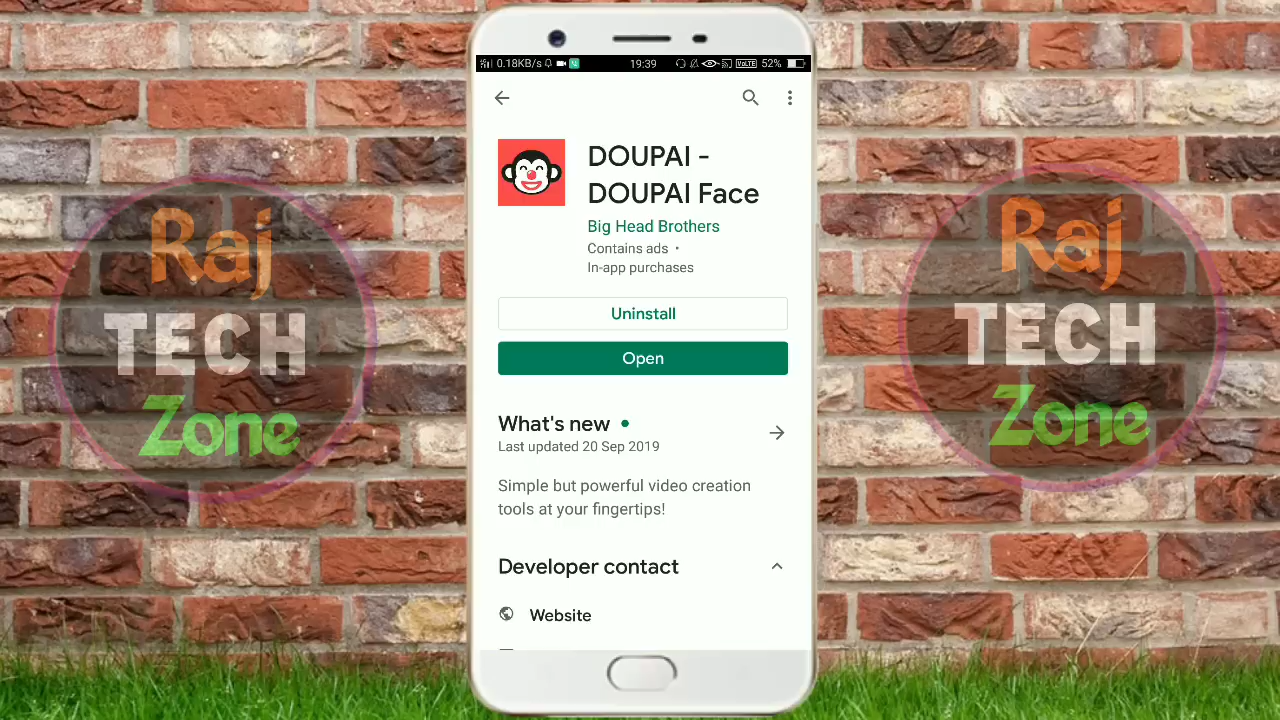 0.18KB/s
19:39
VoLTE
52%
DOUPAI -
DOUPAI Face
Big Head Brothers
Contains ads •
In-app purchases
Uninstall
Open
What's new
Last updated 20 Sep 2019
Simple but powerful video creation
tools at your fingertips!
Developer contact
Website
Raj
TECH
Zone
Raj
TECH
Zone